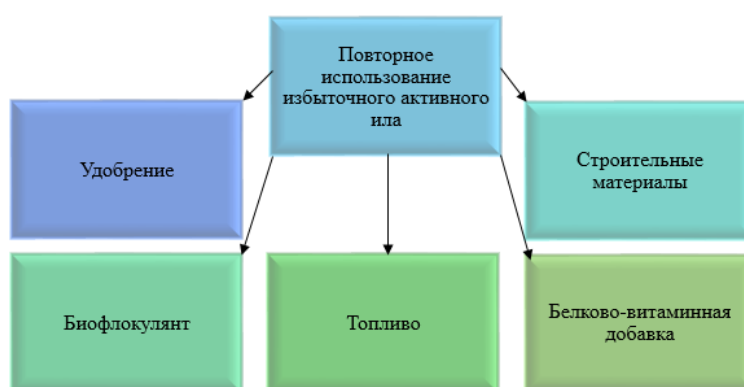 Повторное
использование
избыточного активного
ила
Удобрение
Строительные
материалы
Биофлокулянт
Топливо
Белково-витаминная
добавка